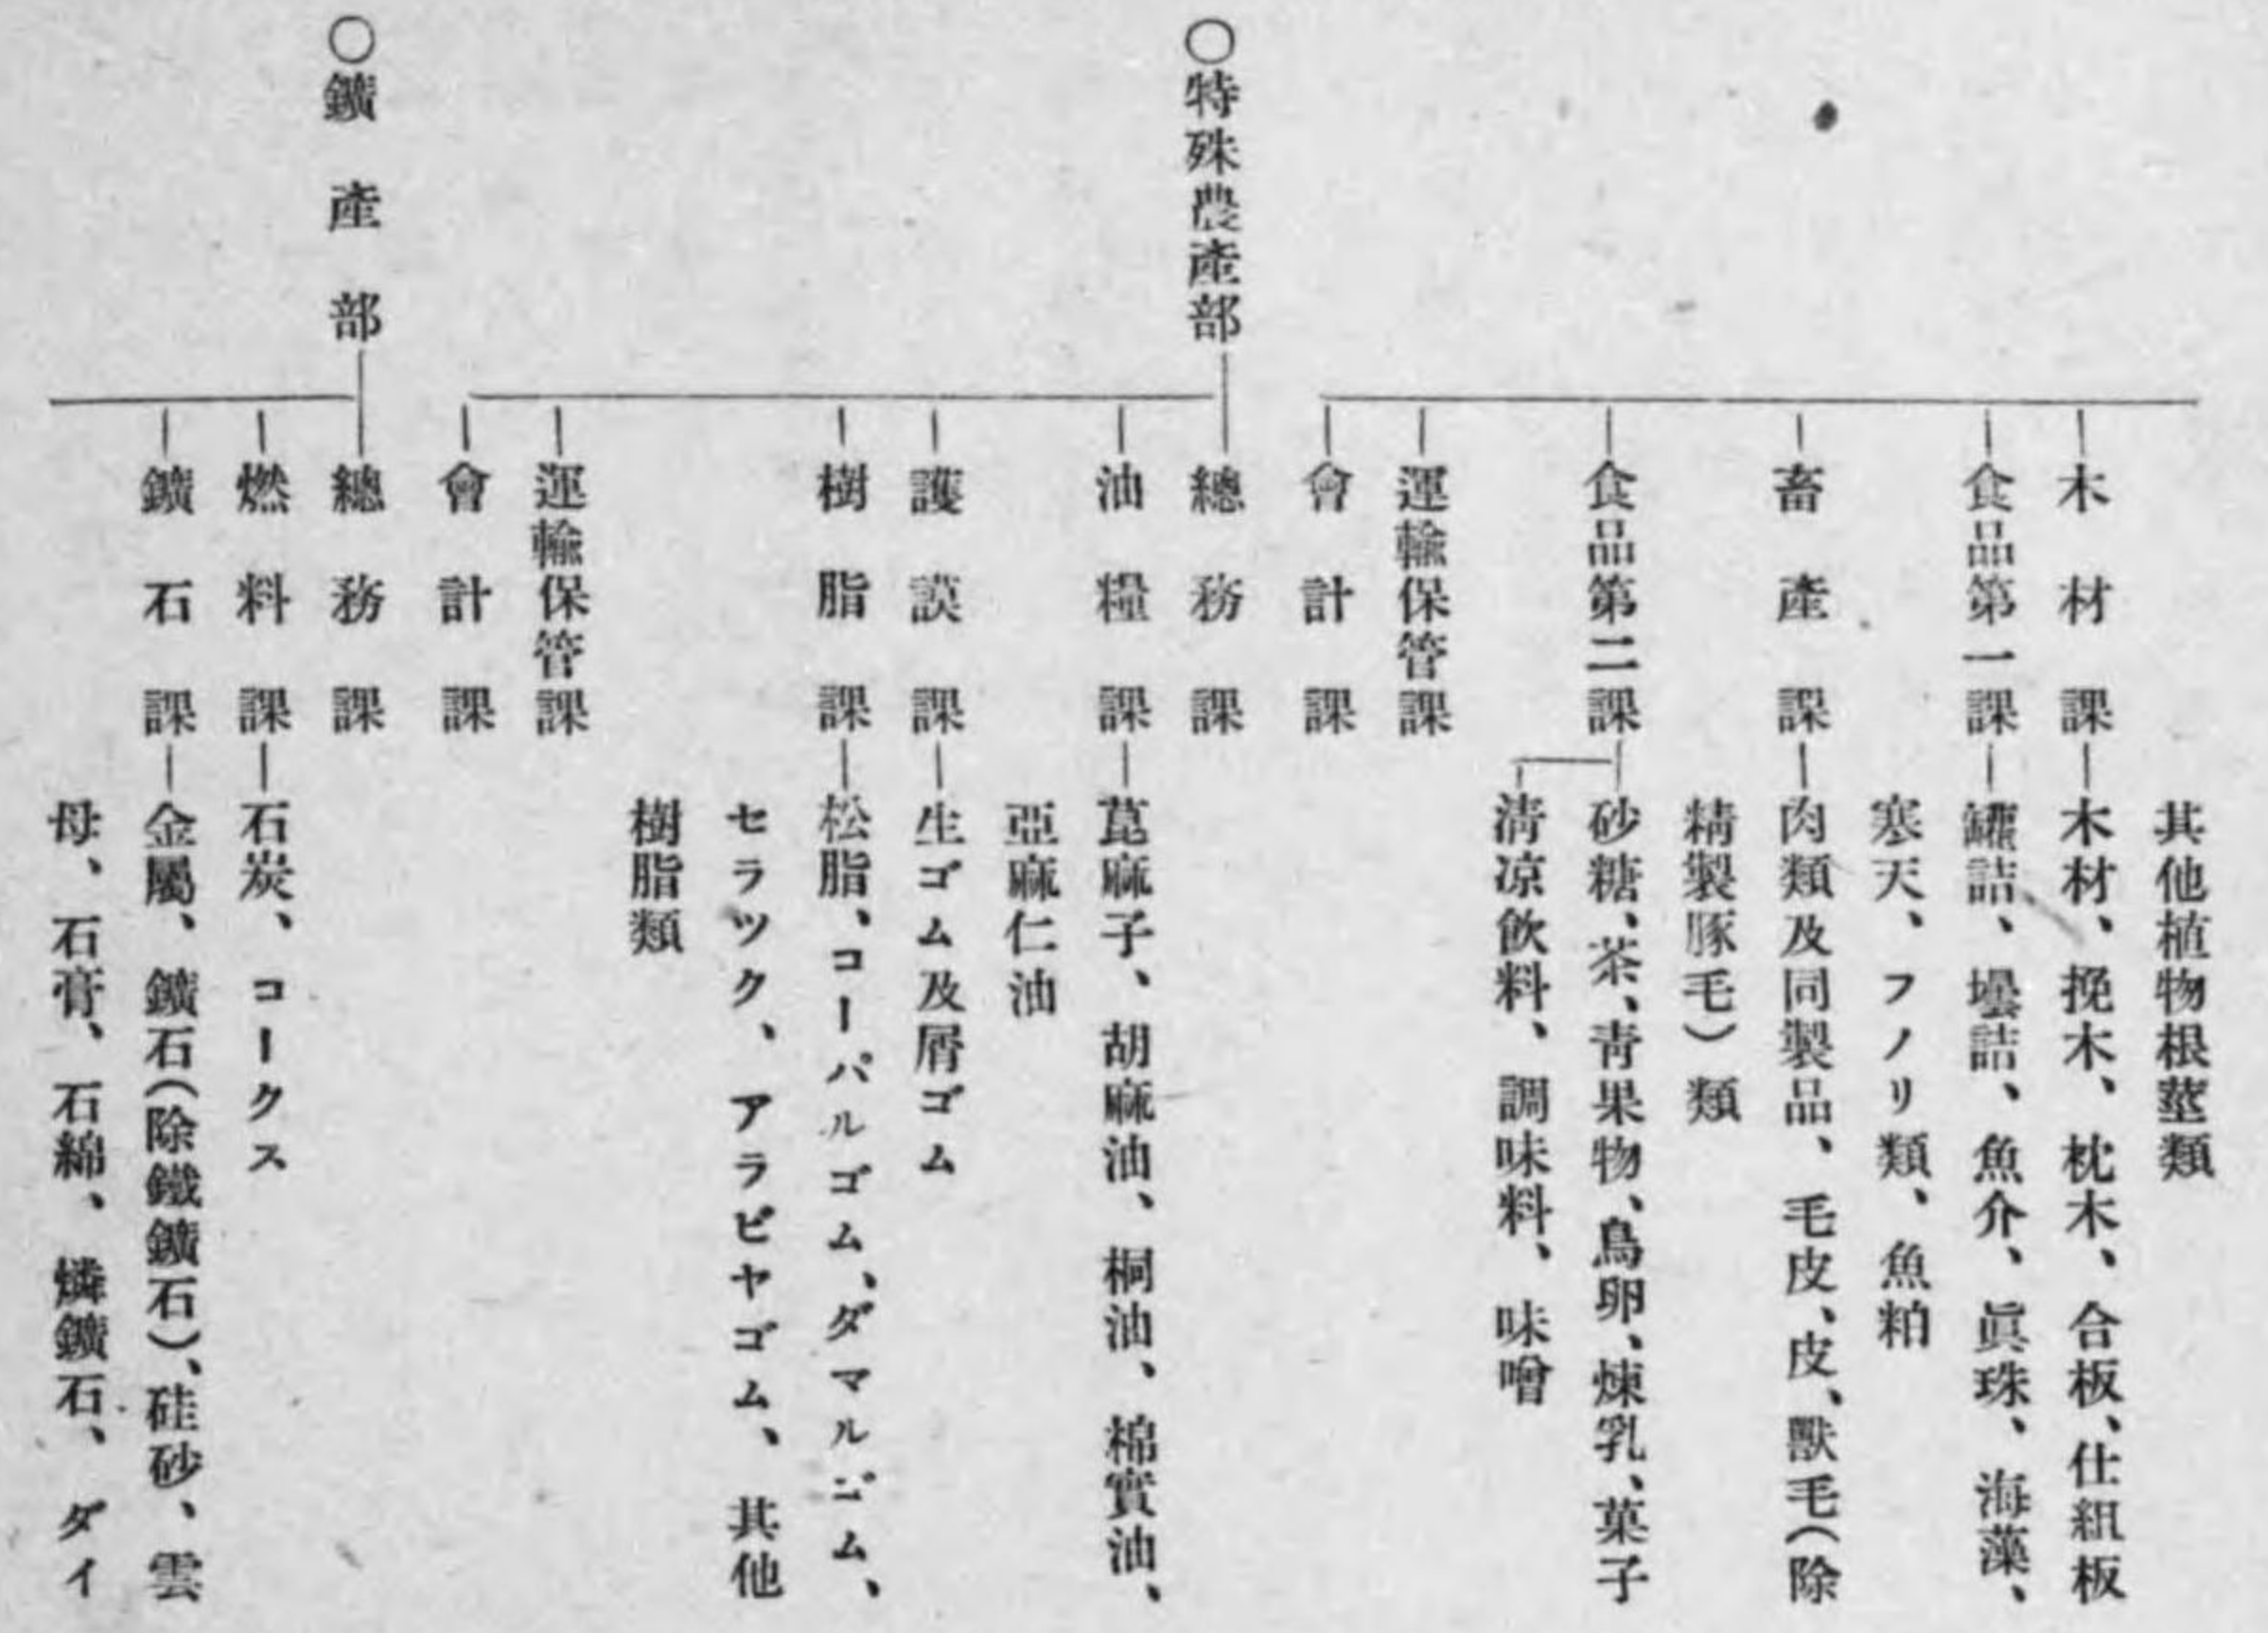 其他植物根莖類
木材課―木材、挽木、枕木、合板、仕組板
食品第一課―罐詰、壜詰、魚介、眞珠、海藻、
寒天、フノリ類、魚粕
畜產課―肉類及同製品、毛皮、皮、獸毛(除
精製豚毛)類
食品第二課―砂糖、茶、靑果物、鳥卵、煉乳、菓子
淸凉飮料、調味料、味噌
運輸保管課
會計課
○特殊農產部―總務課
油糧課―萞麻子、胡麻油、桐油、棉實油、
亞麻仁油
護謨課―生ゴム及屑ゴム
樹脂課―松脂、コーパルゴム、ダマルゴム、
セラツク、アラビヤゴム、其他
樹脂類
運輸保管課
會計課
○鑛產部―總務課
燃料課―石炭、コークス
鑛石課―金屬、鑛石(除鐵鑛石)、硅砂、雲
母、石膏、石綿、燐鑛石、ダイ